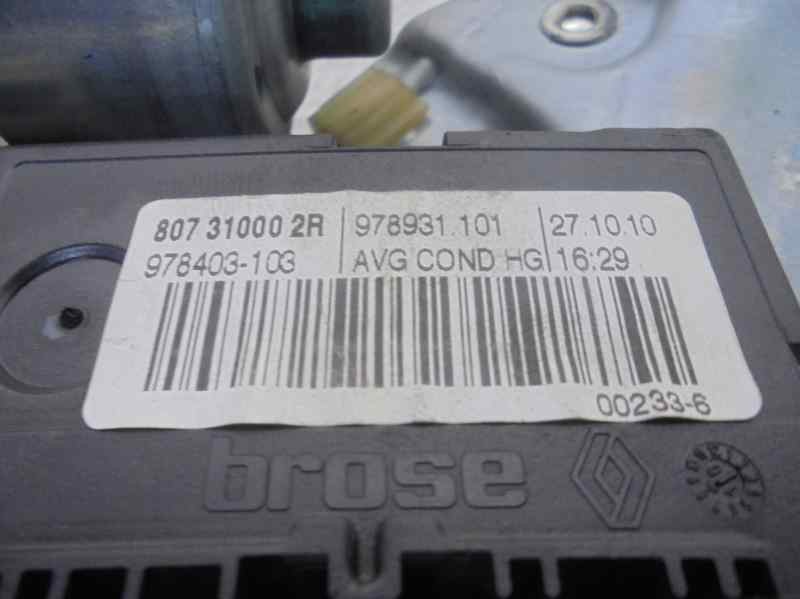 807 31000 2R 978931.101 27.10.10
978403-103 AVG COND HG 16:29
00233-6
brose